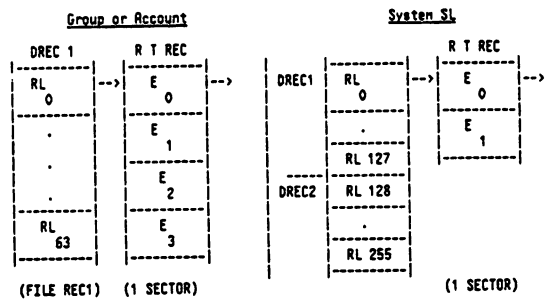 Group or Account
DREC 1
R T REC
RL 0
-->
E 0
-->
.
E 1
.
E 2
.
RL 63
E 3
(FILE REC1)
(1 SECTOR)
System SL
R T REC
DREC1
RL 0
-->
E 0
-->
.
E 1
RL 127
DREC2
RL 128
.
RL 255
(1 SECTOR)